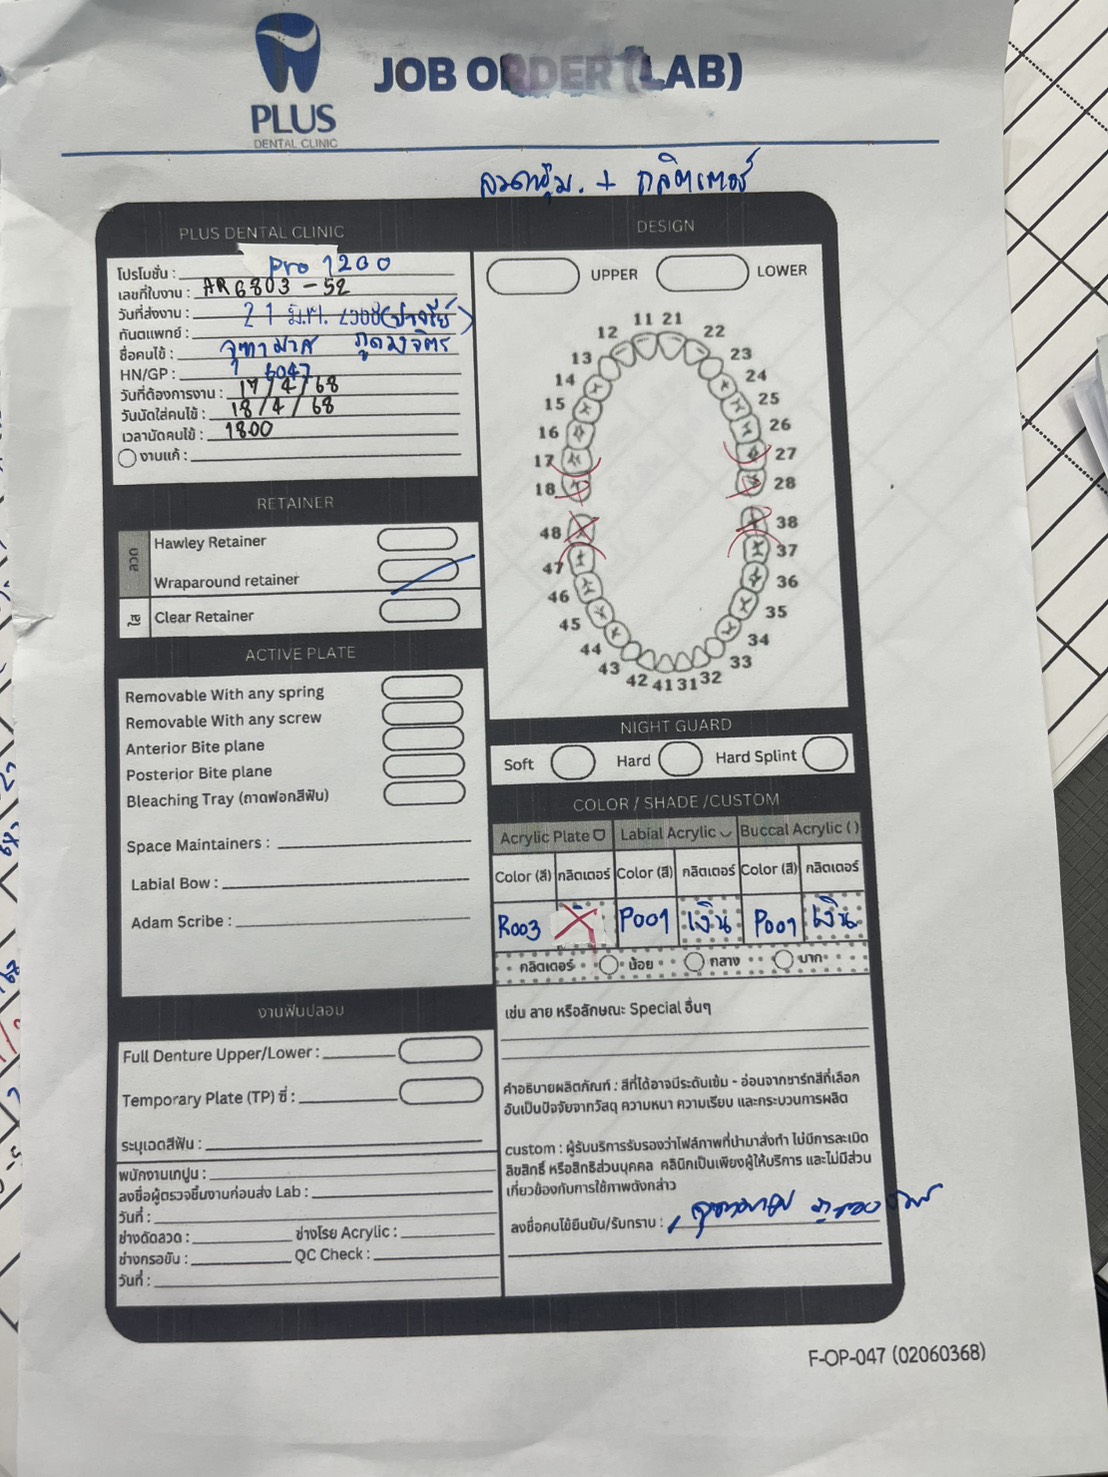 PLUS
DENTAL CLINIC
JOB ORDER (LAB)
ลวดหุ้ม. + กลิตเตอร์
PLUS DENTAL CLINIC
โปรโมชั่น : Pro 1200
เลขที่ใบงาน : AR6803-52
วันที่ส่งงาน :
ทันตแพทย์ : 21 มี.ค. 2568 (ปาจรีย์)
ชื่อคนไข้ : จุฑามาส
HN/GP : 6047
วันที่ต้องการงาน : 17/4/68
วันนัดใส่คนไข้ : 18/4/68
เวลานัดคนไข้ : 1800
งานแก้ :
RETAINER
ลวด
Hawley Retainer
Wraparound retainer
ใส
Clear Retainer
ACTIVE PLATE
Removable With any spring
Removable With any screw
Anterior Bite plane
Posterior Bite plane
Bleaching Tray (ถาดฟอกสีฟัน)
Space Maintainers :
Labial Bow :
Adam Scribe :
งานฟันปลอม
Full Denture Upper/Lower :
Temporary Plate (TP) ซี่ :
ระบุเฉดสีฟัน :
พนักงานเทปูน :
ลงชื่อผู้ตรวจชิ้นงานก่อนส่ง Lab :
วันที่ :
ช่างดัดลวด : ช่างโรย Acrylic :
ช่างกรอขัด : QC Check :
วันที่ :
DESIGN
UPPER LOWER
11 21
12 22
13 23
14 24
15 25
16 26
17 27
18 28
48 38
47 37
46 36
45 35
44 34
43 33
42 41 31 32
NIGHT GUARD
Soft Hard Hard Splint
COLOR / SHADE /CUSTOM
Acrylic Plate Labial Acrylic Buccal Acrylic ( )
Color (สี) กลิตเตอร์ Color (สี) กลิตเตอร์ Color (สี) กลิตเตอร์
R003 P001 เงิน P001 เงิน
กลิตเตอร์ น้อย กลาง มาก
เช่น ลาย หรือลักษณะ Special อื่นๆ
คำอธิบายผลิตภัณฑ์ : สีที่ได้อาจมีระดับเข้ม - อ่อนจากชาร์ทสีที่เลือก
อันเป็นปัจจัยจากวัสดุ ความหนา ความเรียบ และกระบวนการผลิต
custom : ผู้รับบริการรับรองว่าไฟล์ภาพที่นำมาสั่งทำ ไม่มีการละเมิด
ลิขสิทธิ์ หรือสิทธิส่วนบุคคล คลินิกเป็นเพียงผู้ให้บริการ และไม่มีส่วน
เกี่ยวข้องกับการใช้ภาพดังกล่าว
ลงชื่อคนไข้ยืนยัน/รับทราบ :
F-OP-047 (02060368)